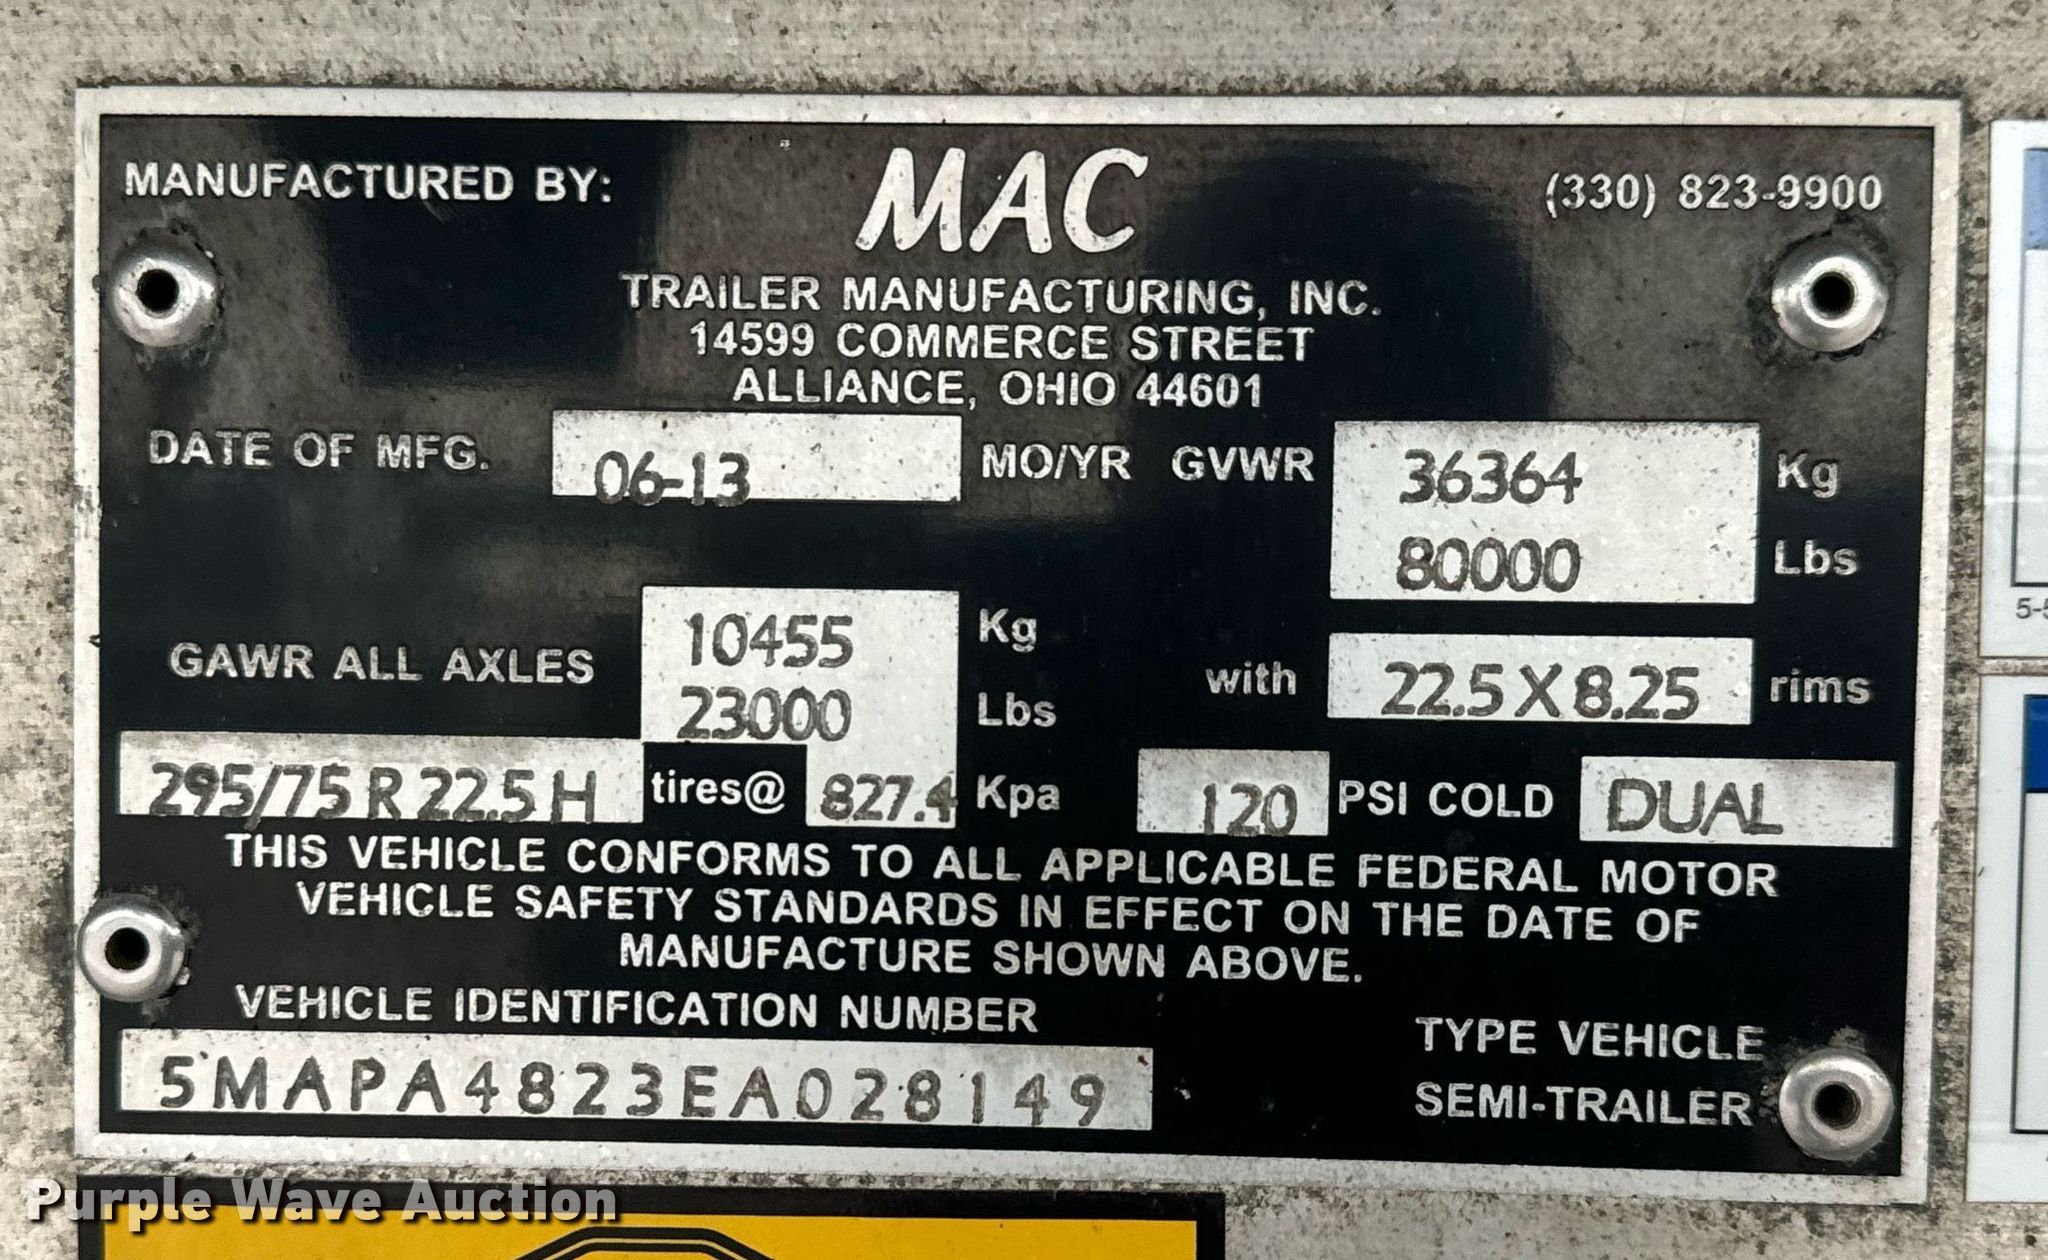 MANUFACTURED BY: MAC (330) 823-9900
TRAILER MANUFACTURING, INC.
14599 COMMERCE STREET
ALLIANCE, OHIO 44601
DATE OF MFG. 06-13 MO/YR GVWR 36364 Kg
80000 Lbs
10455 Kg
GAWR ALL AXLES
23000 Lbs
with 22.5 X 8.25 rims
295/75 R 22.5 H tires@ 827.4 Kpa 120 PSI COLD DUAL
THIS VEHICLE CONFORMS TO ALL APPLICABLE FEDERAL MOTOR
VEHICLE SAFETY STANDARDS IN EFFECT ON THE DATE OF
MANUFACTURE SHOWN ABOVE.
VEHICLE IDENTIFICATION NUMBER
5MAPA4823EA028149
TYPE VEHICLE
SEMI-TRAILER
Purple Wave Auction